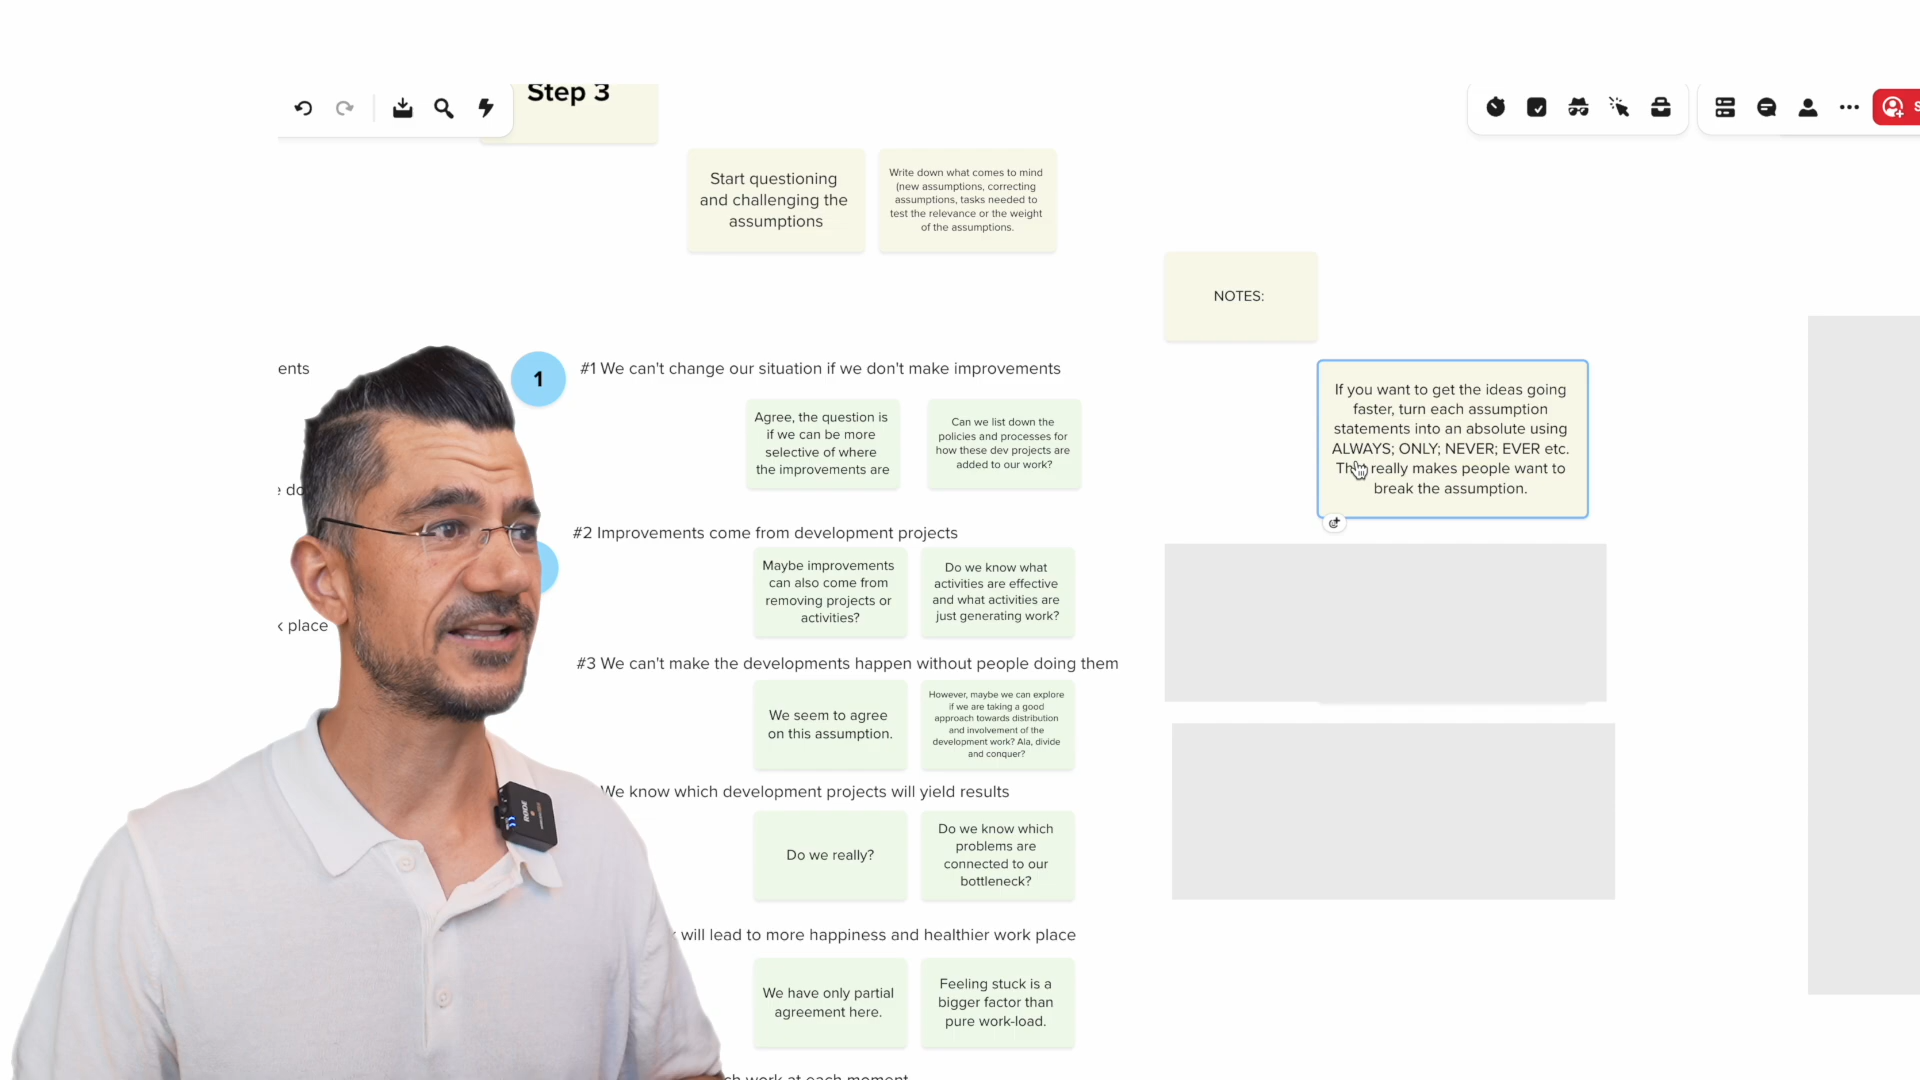 Step 3
S
Start questioning
and challenging the
assumptions
Write down what comes to mind
(new assumptions, correcting
assumptions, tasks needed to
test the relevance or the weight
of the assumptions.
NOTES:
ents
1
#1 We can't change our situation if we don't make improvements
Agree, the question is
if we can be more
selective of where
the improvements are
Can we list down the
policies and processes for
how these dev projects are
added to our work?
If you want to get the ideas going
faster, turn each assumption
statements into an absolute using
ALWAYS; ONLY; NEVER; EVER etc.
really makes people want to
break the assumption.
do
#2 Improvements come from development projects
Maybe improvements
can also come from
removing projects or
activities?
Do we know what
activities are effective
and what activities are
just generating work?
k place
#3 We can't make the developments happen without people doing them
We seem to agree
on this assumption.
However, maybe we can explore
if we are taking a good
approach towards distribution
and involvement of the
development work? Ala, divide
and conquer?
We know which development projects will yield results
Do we really?
Do we know which
problems are
connected to our
bottleneck?
RØDE
will lead to more happiness and healthier work place
We have only partial
agreement here.
Feeling stuck is a
bigger factor than
pure work-load.
work at each moment